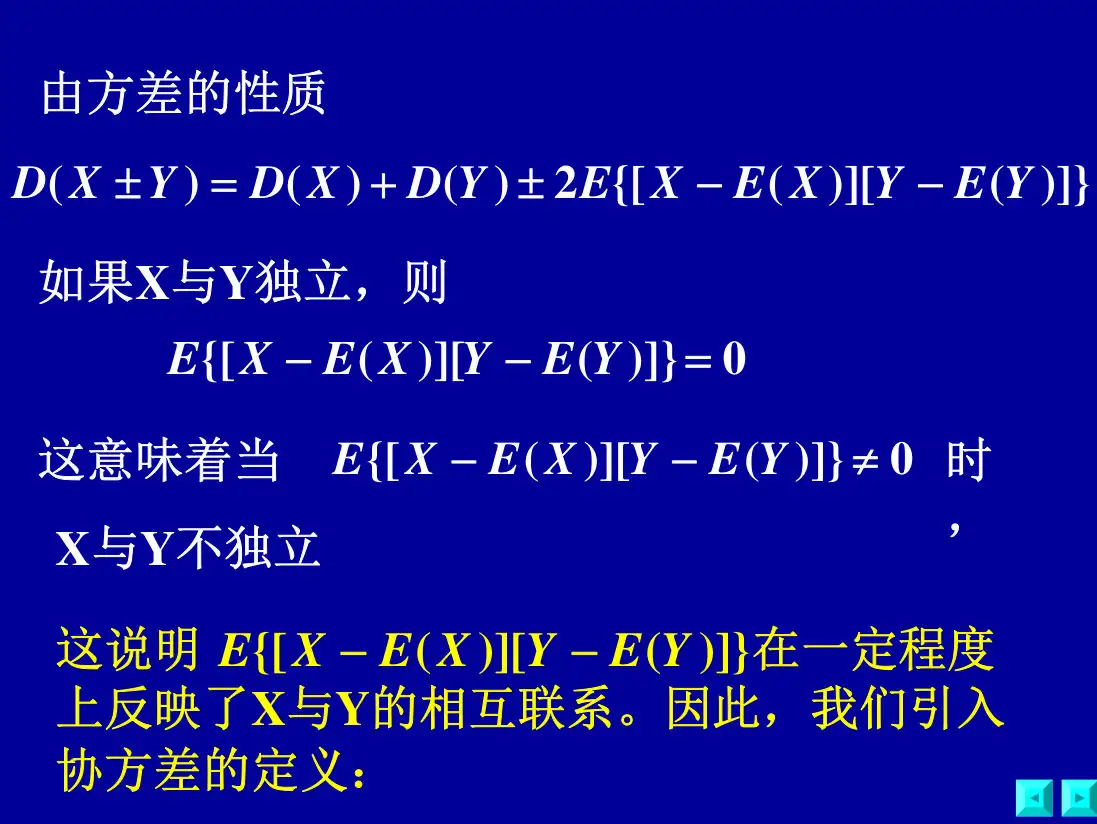 由方差的性质
D(X ± Y) = D(X) + D(Y) ± 2E{[X − E(X)][Y − E(Y)]}
如果X与Y独立，则
E{[X − E(X)][Y − E(Y)]} = 0
这意味着当 E{[X − E(X)][Y − E(Y)]} ≠ 0 时
，
X与Y不独立
这说明 E{[X − E(X)][Y − E(Y)]}在一定程度
上反映了X与Y的相互联系。因此，我们引入
协方差的定义：